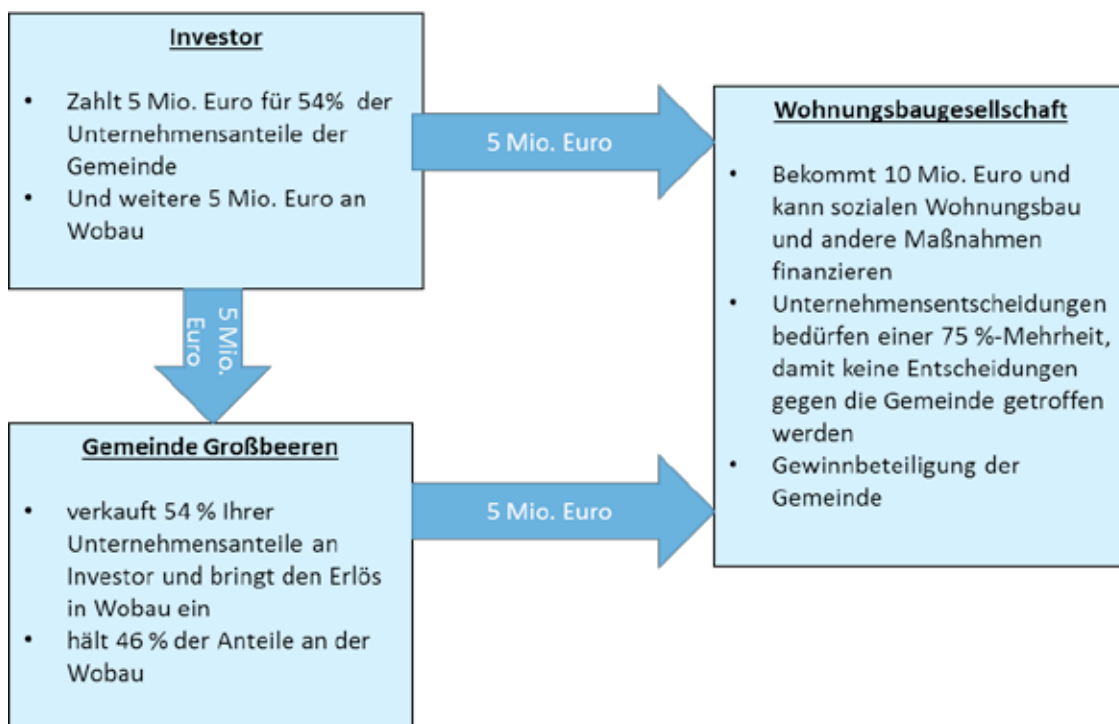 Investor
• Zahlt 5 Mio. Euro für 54% der
Unternehmensanteile der
Gemeinde
• Und weitere 5 Mio. Euro an
Wobau
5 Mio. Euro
5 Mio.
Euro
Gemeinde Großbeeren
• verkauft 54 % Ihrer
Unternehmensanteile an
Investor und bringt den Erlös
in Wobau ein
• hält 46 % der Anteile an der
Wobau
5 Mio. Euro
Wohnungsbaugesellschaft
• Bekommt 10 Mio. Euro und
kann sozialen Wohnungsbau
und andere Maßnahmen
finanzieren
• Unternehmensentscheidungen
bedürfen einer 75 %-Mehrheit,
damit keine Entscheidungen
gegen die Gemeinde getroffen
werden
• Gewinnbeteiligung der
Gemeinde